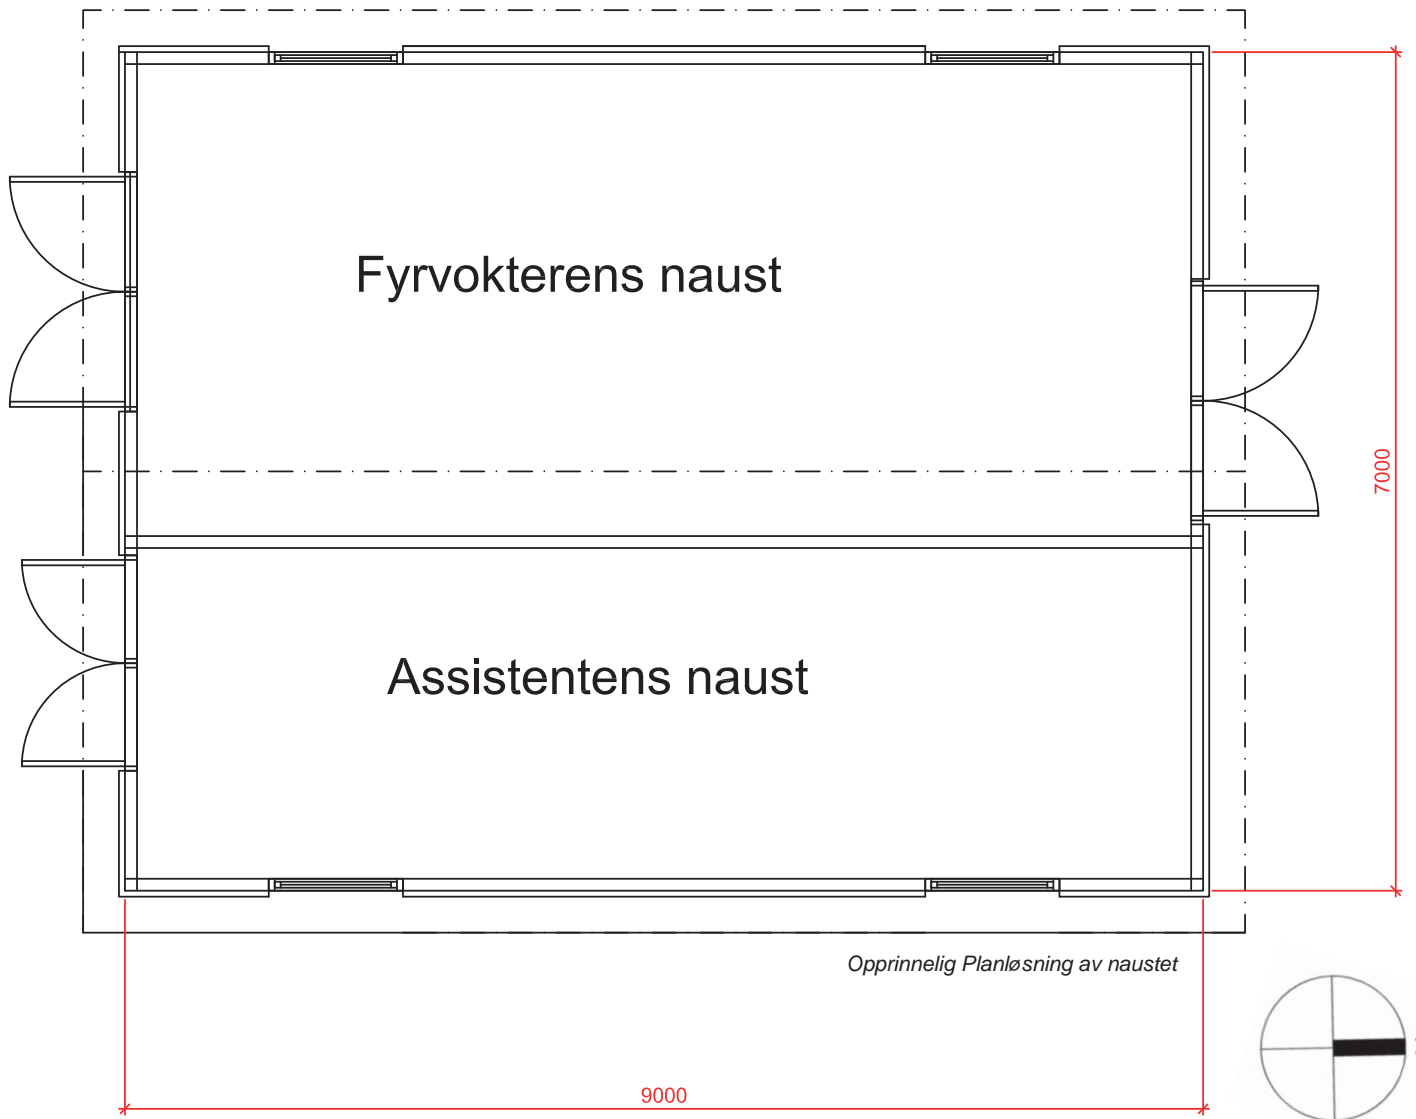 Fyrvokterens naust
7000
Assistentens naust
Opprinnelig Planløsning av naustet
9000